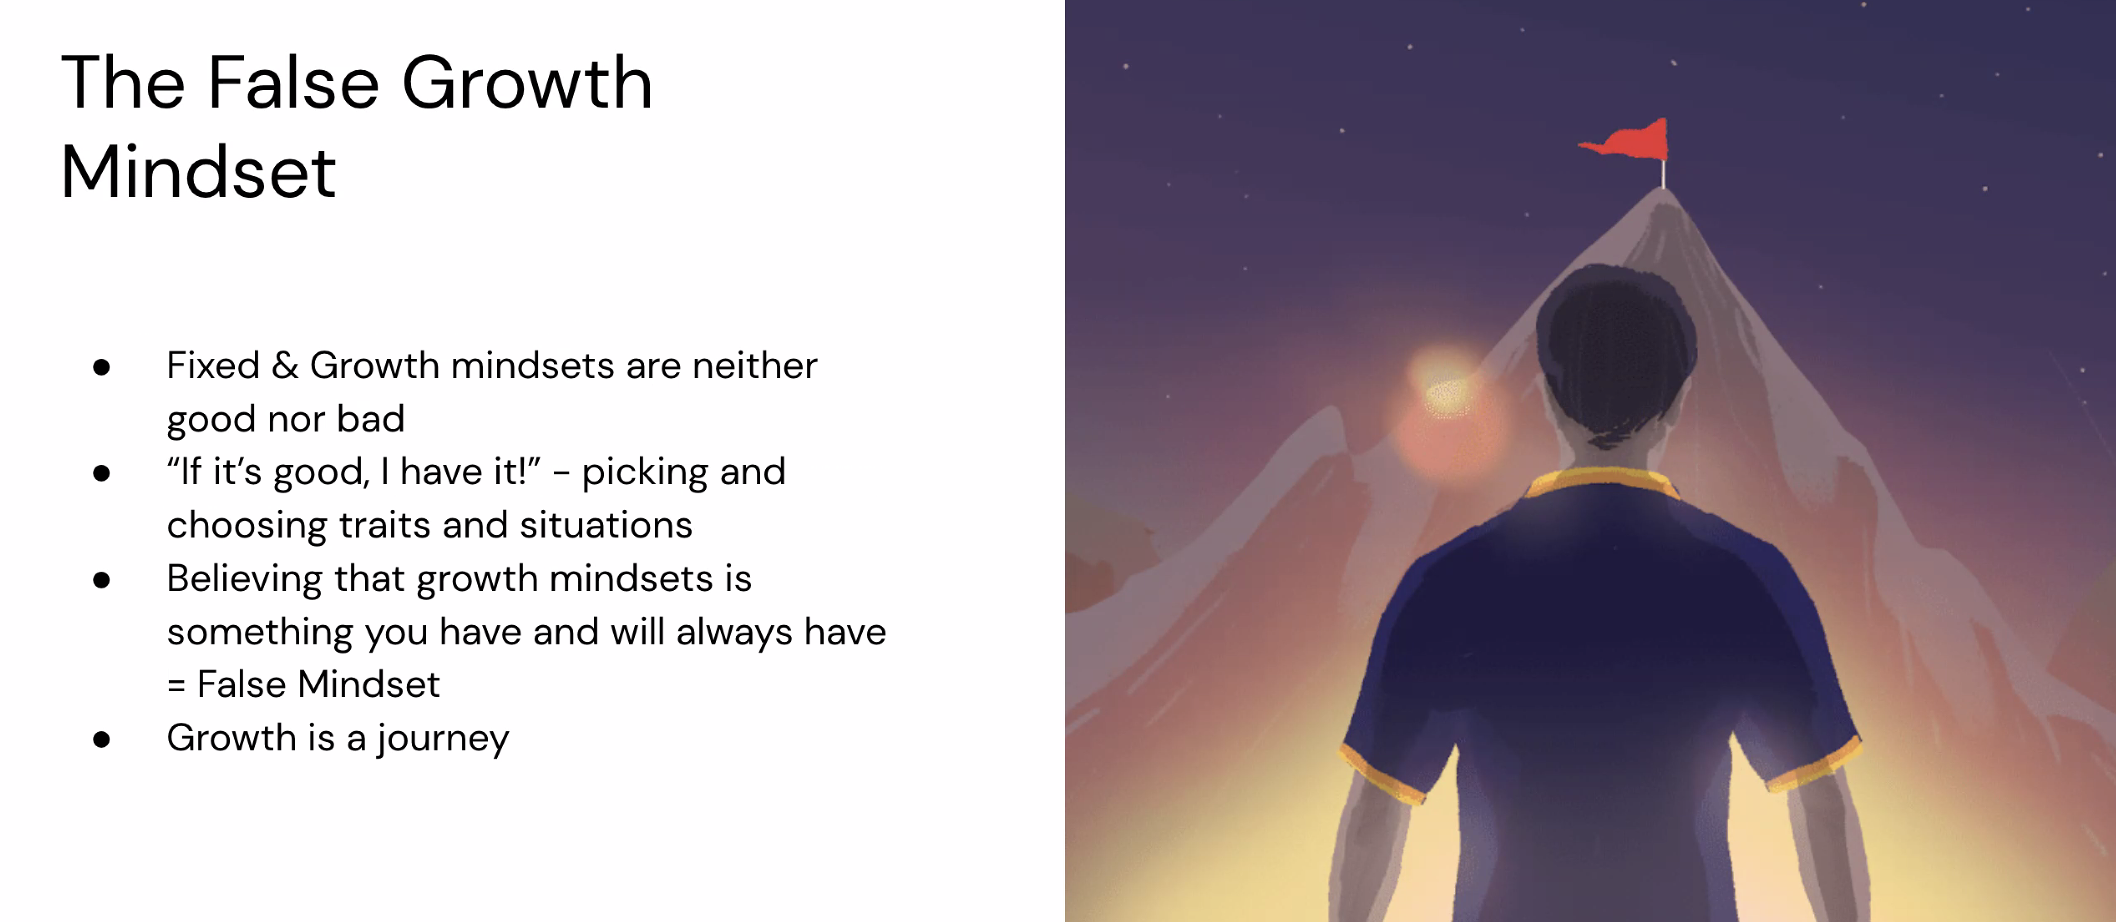 The False Growth
Mindset
● Fixed & Growth mindsets are neither
good nor bad
● “If it’s good, I have it!” - picking and
choosing traits and situations
● Believing that growth mindsets is
something you have and will always have
= False Mindset
● Growth is a journey